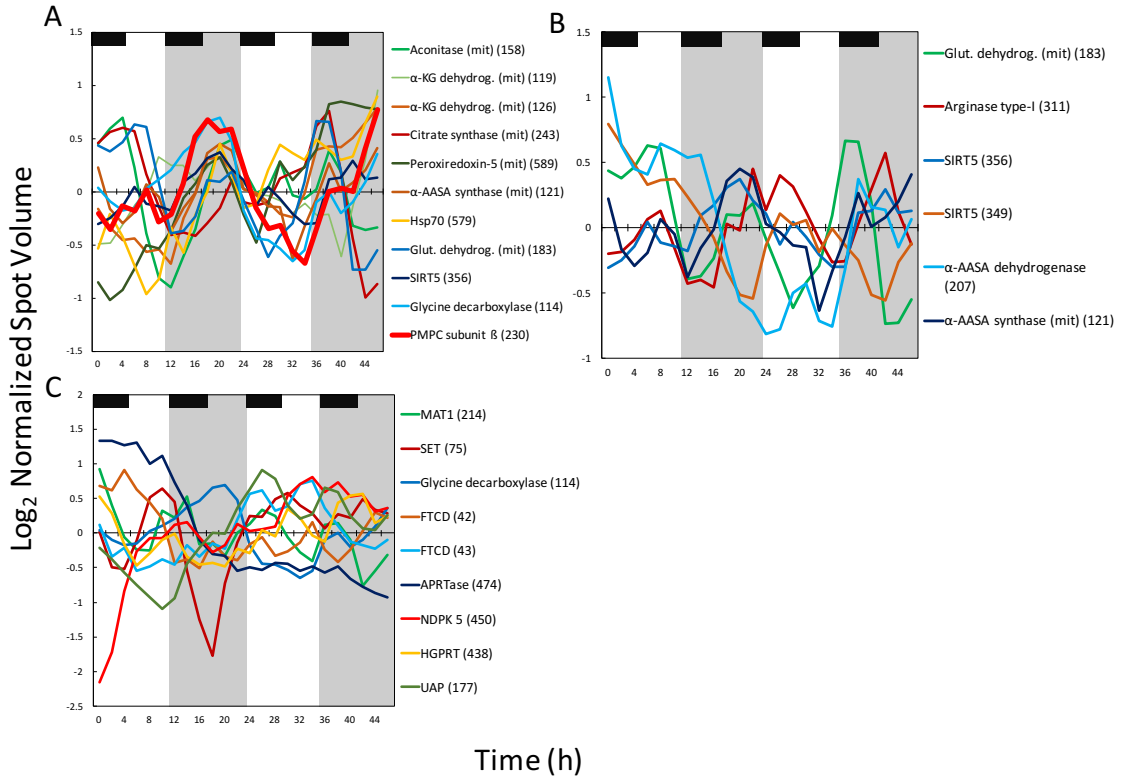 A
1.5
1
0.5
0
-0.5
-1
-1.5
0 4 8 12 16 20 24 28 32 36 40 44
Aconitase (mit) (158)
α-KG dehydrog. (mit) (119)
α-KG dehydrog. (mit) (126)
Citrate synthase (mit) (243)
Peroxiredoxin-5 (mit) (589)
α-AASA synthase (mit) (121)
Hsp70 (579)
Glut. dehydrog. (mit) (183)
SIRT5 (356)
Glycine decarboxylase (114)
PMPC subunit ß (230)
B
1.5
1
0.5
0
-0.5
-1
0 4 8 12 16 20 24 28 32 36 40 44
Glut. dehydrog. (mit) (183)
Arginase type-I (311)
SIRT5 (356)
SIRT5 (349)
α-AASA dehydrogenase
(207)
α-AASA synthase (mit) (121)
C
2
1.5
1
0.5
0
-0.5
-1
-1.5
-2
-2.5
0 4 8 12 16 20 24 28 32 36 40 44
MAT1 (214)
SET (75)
Glycine decarboxylase (114)
FTCD (42)
FTCD (43)
APRTase (474)
NDPK 5 (450)
HGPRT (438)
UAP (177)
Log2 Normalized Spot Volume
Time (h)